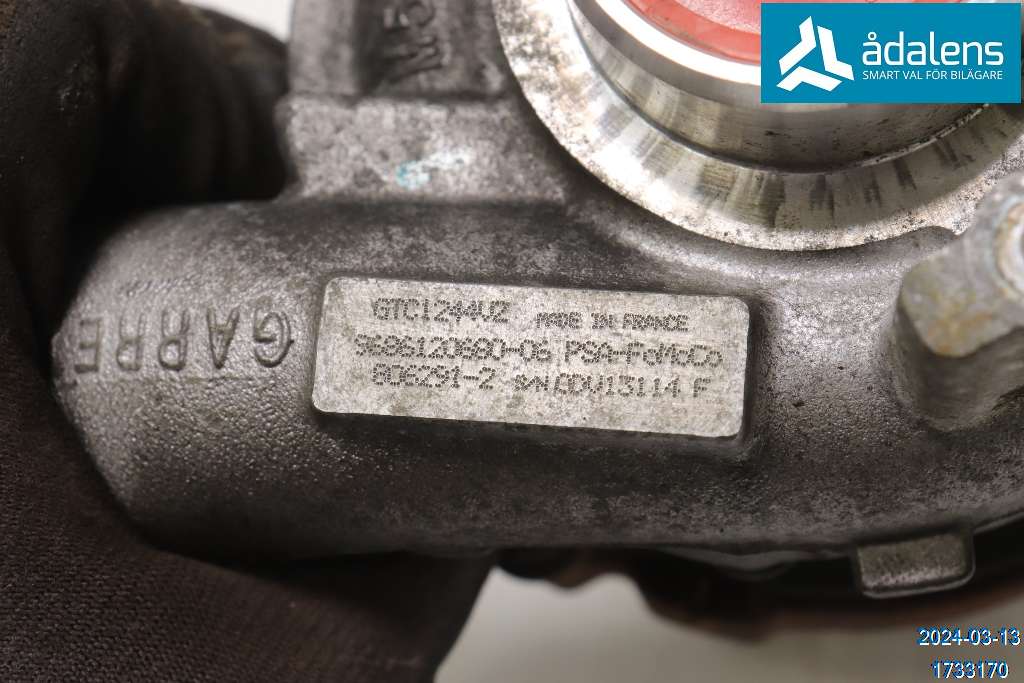 ådalens
SMART VAL FÖR BILÄGARE
GARRE
GTC1244VZ MADE IN FRANCE
9686120680-06 PSA-FoMoCo
806291-2 S/N F
2024-03-13
1733170